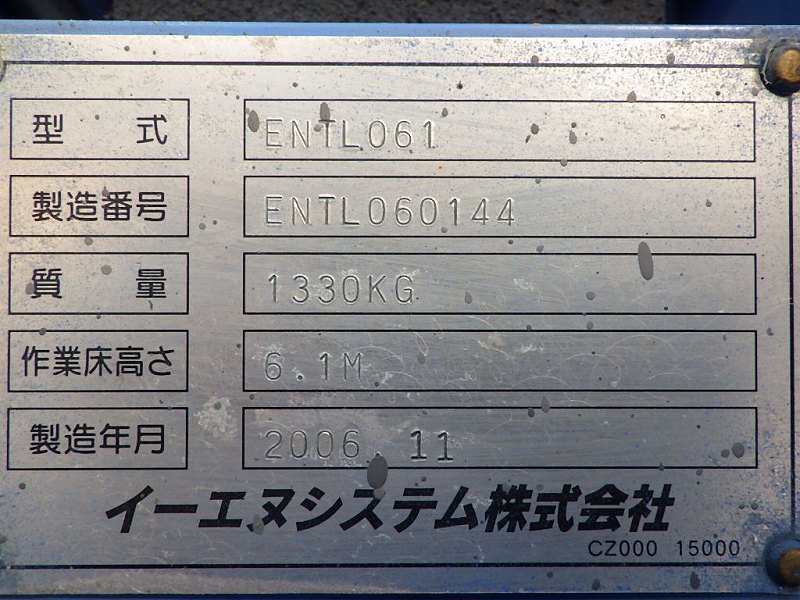 型 式 ENTL061
製造番号 ENTL060144
質 量 1330KG
作業床高さ 6.1M
製造年月 2006. 11
イーエヌシステム株式会社
CZ000 15000